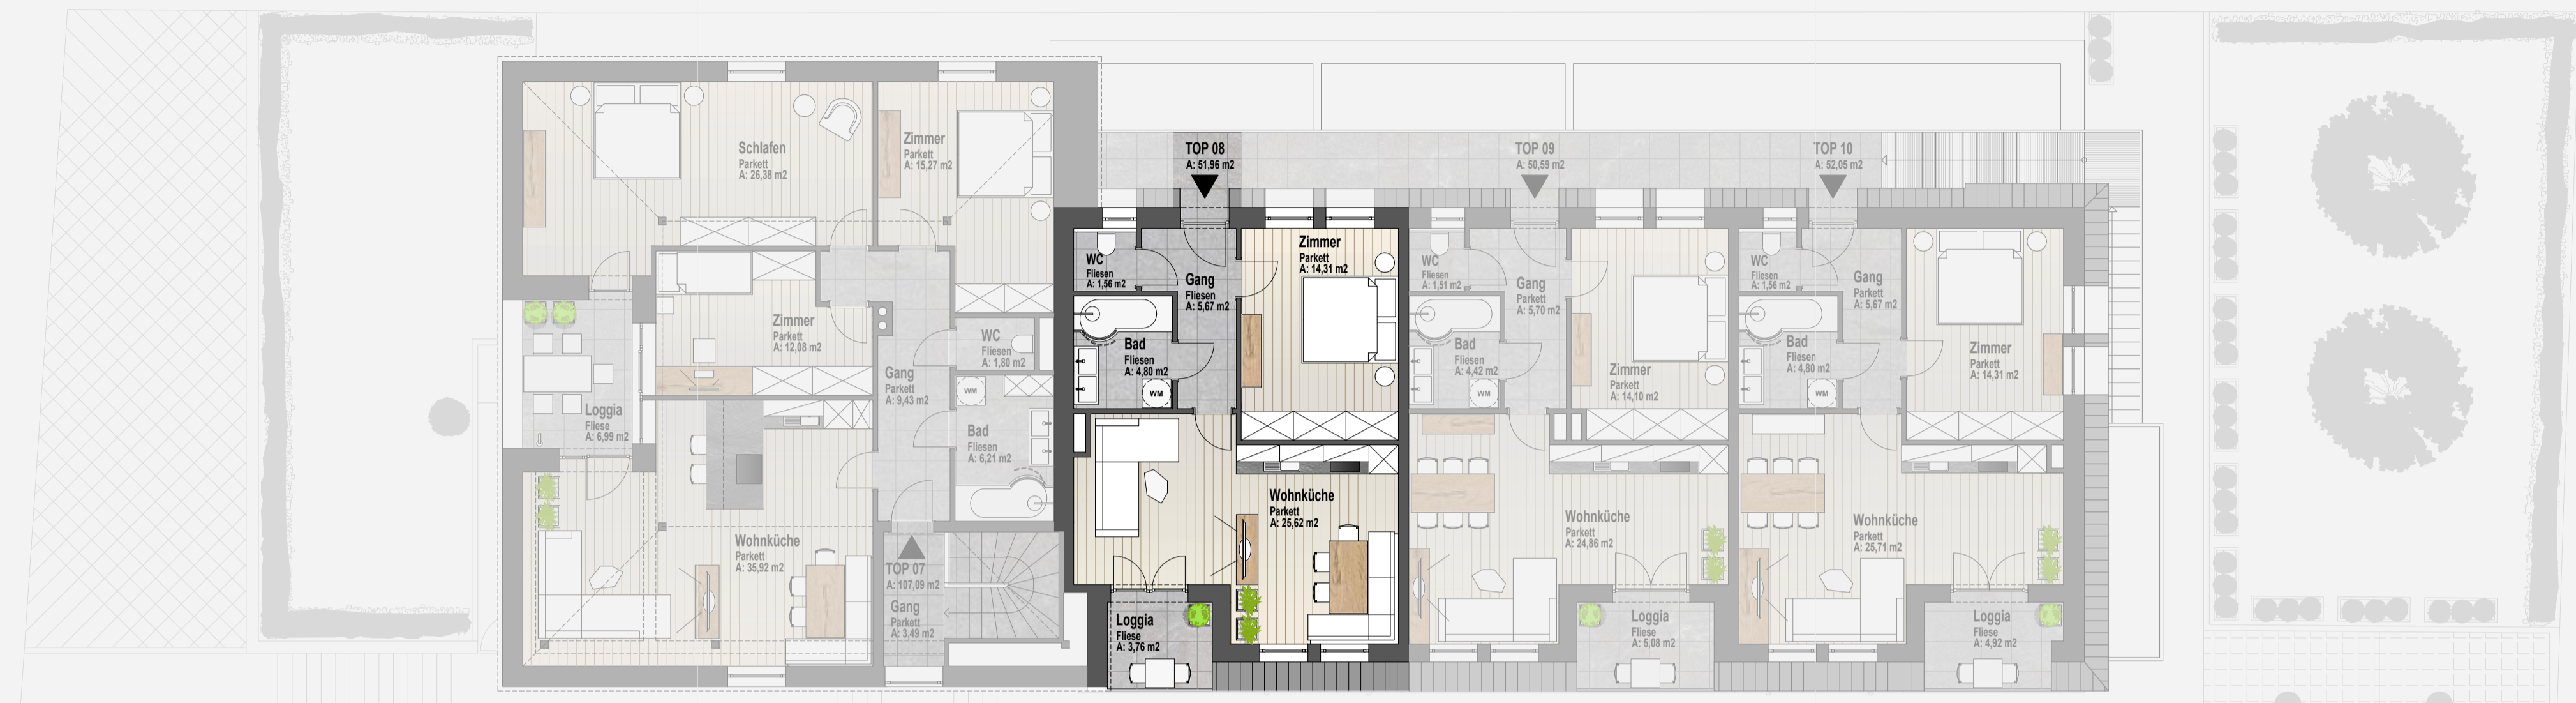 Schlafen
Parkett
A: 26,38 m2
Zimmer
Parkett
A: 15,27 m2
Zimmer
Parkett
A: 12,08 m2
Loggia
Fliese
A: 6,99 m2
Gang
Parkett
A: 9,43 m2
WC
Fliesen
A: 1,80 m2
WM
Bad
Fliesen
A: 6,21 m2
Wohnküche
Parkett
A: 35,92 m2
TOP 07
A: 107,09 m2
Gang
Parkett
A: 3,49 m2
TOP 08
A: 51,96 m2
WC
Fliesen
A: 1,56 m2
Gang
Fliesen
A: 5,67 m2
Zimmer
Parkett
A: 14,31 m2
Bad
Fliesen
A: 4,80 m2
WM
Wohnküche
Parkett
A: 25,62 m2
Loggia
Fliese
A: 3,76 m2
TOP 09
A: 50,59 m2
WC
Fliesen
A: 1,51 m2
Gang
Parkett
A: 5,70 m2
Bad
Fliesen
A: 4,42 m2
WM
Zimmer
Parkett
A: 14,10 m2
Wohnküche
Parkett
A: 24,86 m2
Loggia
Fliese
A: 5,08 m2
TOP 10
A: 52,05 m2
WC
Fliesen
A: 1,56 m2
Gang
Parkett
A: 5,67 m2
Bad
Fliesen
A: 4,80 m2
WM
Zimmer
Parkett
A: 14,31 m2
Wohnküche
Parkett
A: 25,71 m2
Loggia
Fliese
A: 4,92 m2